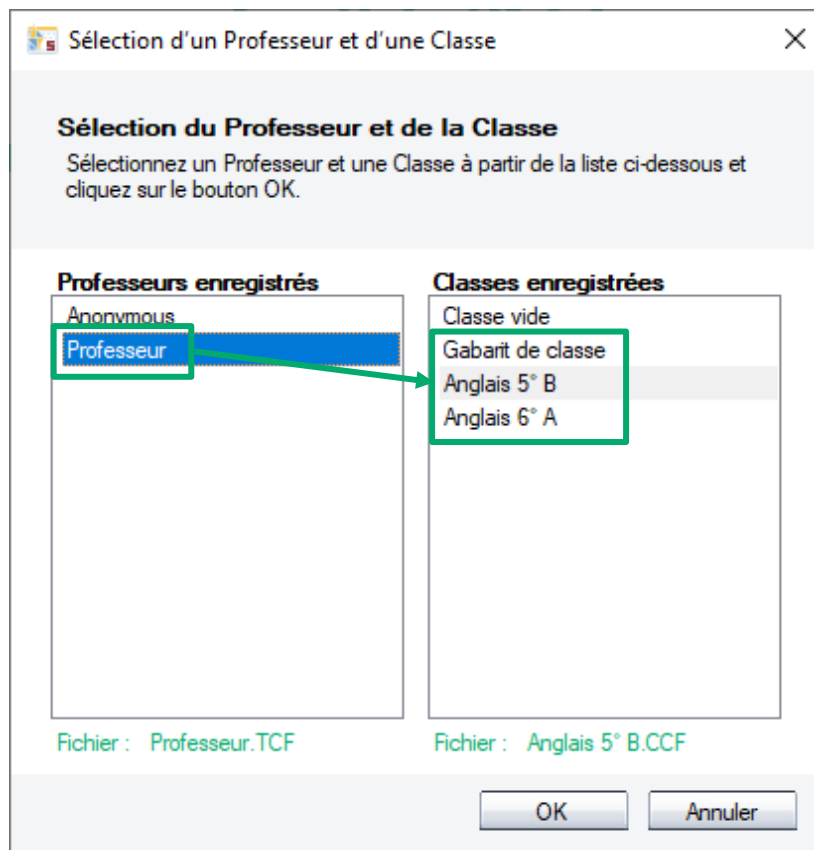 Sélection d'un Professeur et d'une Classe
Sélection du Professeur et de la Classe
Sélectionnez un Professeur et une Classe à partir de la liste ci-dessous et
cliquez sur le bouton OK.
Professeurs enregistrés
Anonymous
Professeur
Classes enregistrées
Classe vide
Gabarit de classe
Anglais 5° B
Anglais 6° A
Fichier : Professeur.TCF
Fichier : Anglais 5° B.CCF
OK
Annuler